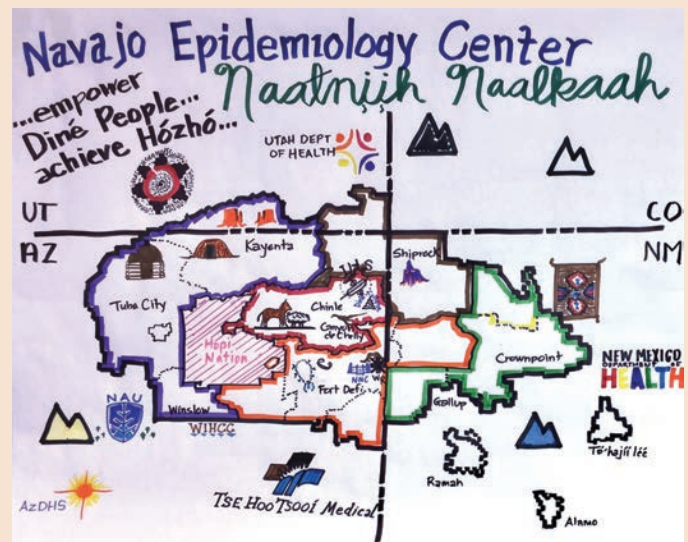 Navajo Epidemiology Center
Naatnįįh Naalkaah
...empower
Diné People...
achieve Hózhó...
UTAH DEPT
OF HEALTH
UT
CO
AZ
NM
Kayenta
Shiprock
IHS
Tuba City
Chinle
Canyon
de Chelly
Hopi
Nation
Crownpoint
NEW MEXICO
DEPARTMENT OF
HEALTH
Fort Defi
NNC
NAU
Winslow
Gallup
WIHCC
Tó'hajíí léé
Ramah
AzDHS
TSE HOO'TSOOÍ Medical
Alamo